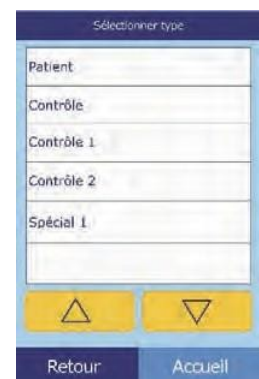 Sélectionner type
Patient
Contrôle
Contrôle 1
Contrôle 2
Spécial 1
Retour
Accueil